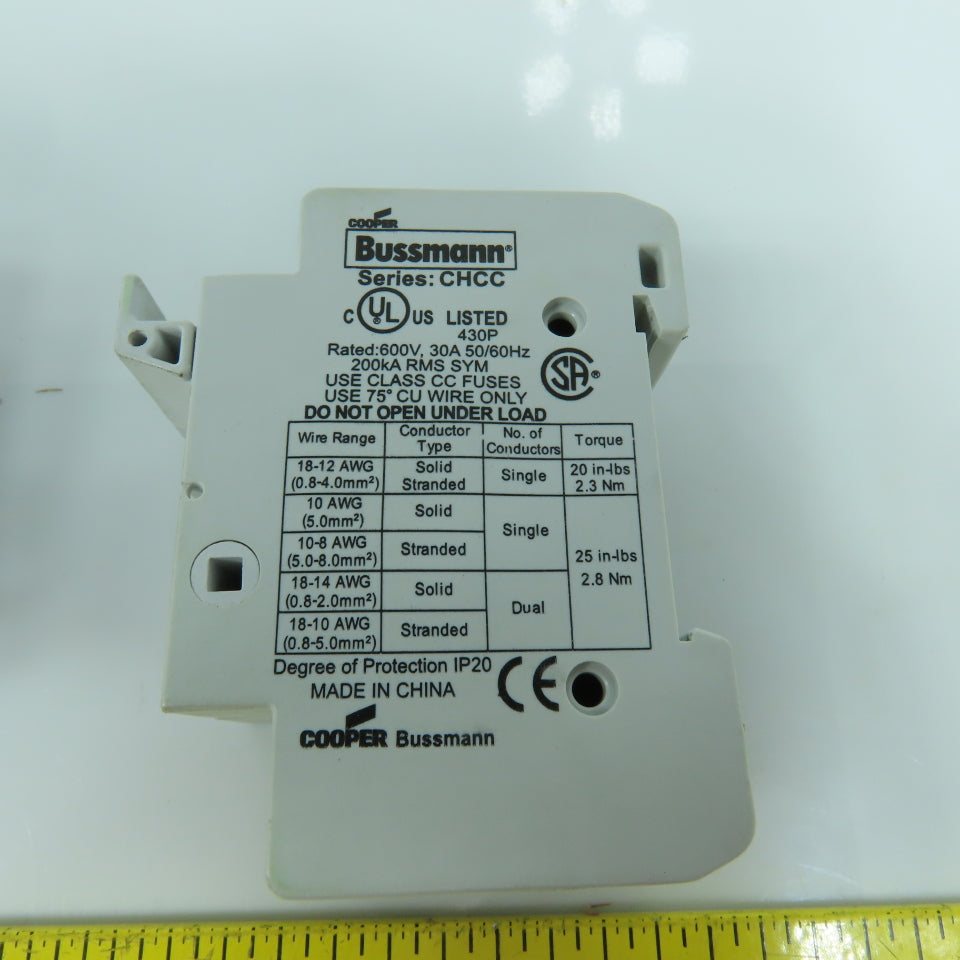 COOPER
Bussmann®
Series: CHCC
C UL US LISTED
430P
Rated:600V, 30A 50/60Hz
200kA RMS SYM
USE CLASS CC FUSES
USE 75° CU WIRE ONLY
SA®
DO NOT OPEN UNDER LOAD
Wire Range Conductor Type No. of Conductors Torque
18-12 AWG (0.8-4.0mm²) Solid Stranded Single 20 in-lbs 2.3 Nm
10 AWG (5.0mm²) Solid Single
10-8 AWG (5.0-8.0mm²) Stranded 25 in-lbs 2.8 Nm
18-14 AWG (0.8-2.0mm²) Solid Dual
18-10 AWG (0.8-5.0mm²) Stranded
Degree of Protection IP20 CE
MADE IN CHINA
COOPER Bussmann